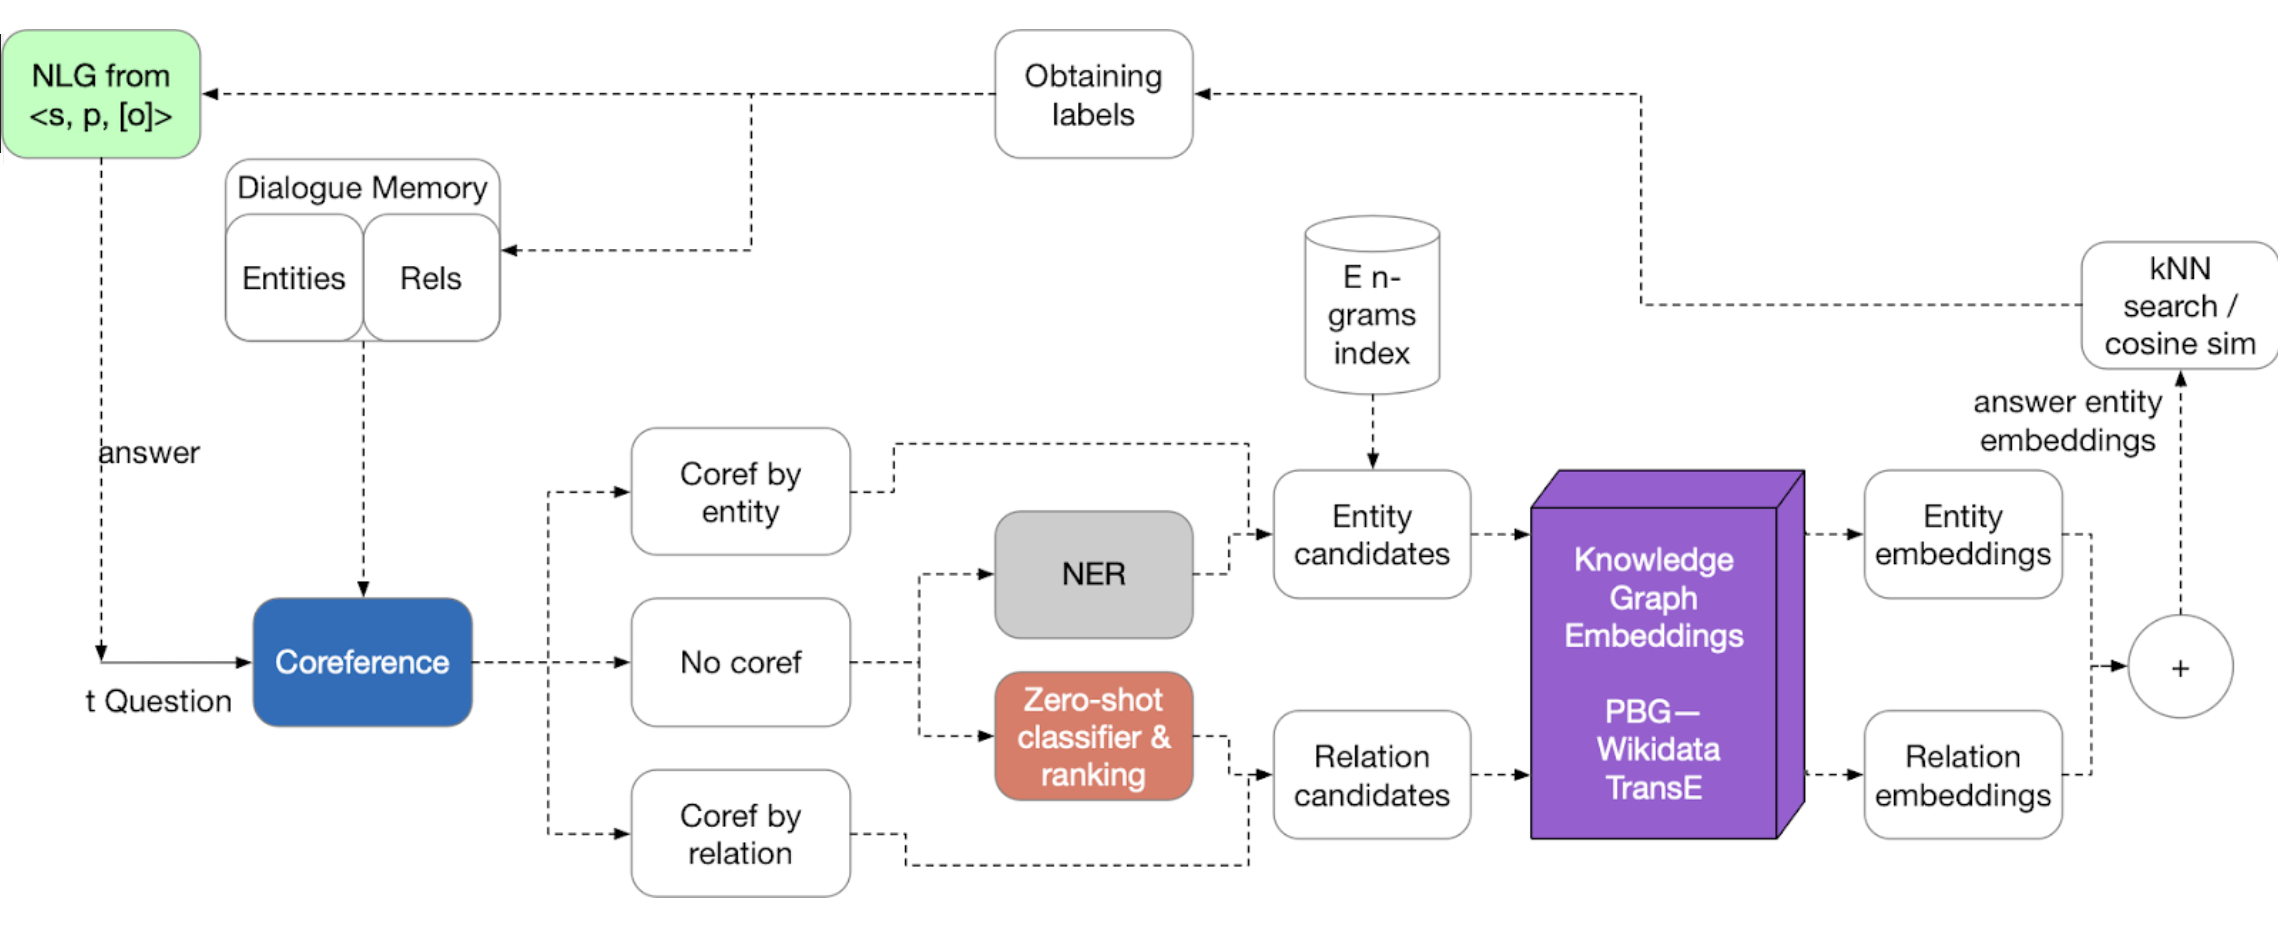 NLG from
<s, p, [o]>
Obtaining
labels
Dialogue Memory
Entities
Rels
E n-
grams
index
kNN
search /
cosine sim
answer entity
embeddings
answer
Coref by
entity
NER
Entity
candidates
Knowledge
Graph
Embeddings
PBG—
Wikidata
TransE
Entity
embeddings
Coreference
t Question
No coref
Zero-shot
classifier &
ranking
+
Coref by
relation
Relation
candidates
Relation
embeddings